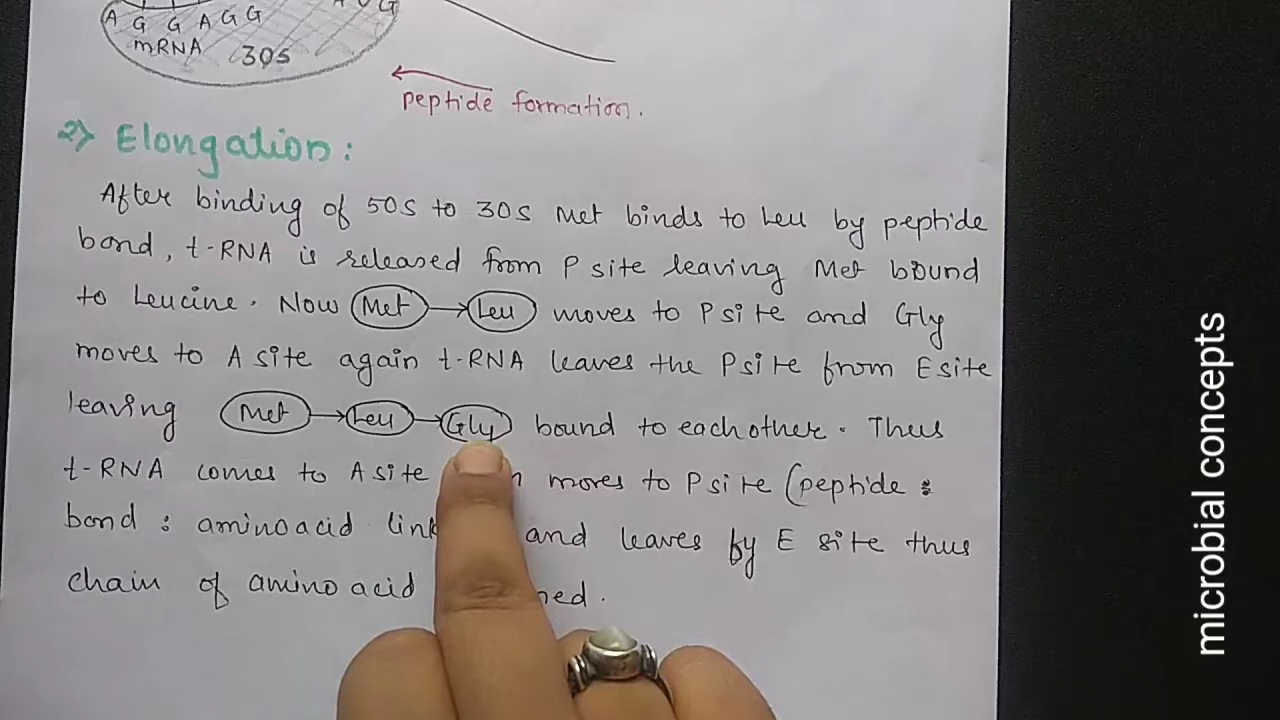 A G G A G G
mRNA 30S
peptide formation.
2) Elongation:
After binding of 50S to 30S Met binds to Leu by peptide
bond, t-RNA is released from P site leaving Met bound
to Leucine. Now Met → Leu moves to P site and Gly
moves to A site again t-RNA leaves the P site from E site
leaving Met → Leu → Gly bound to each other. Thus
t-RNA comes to A site moves to P site (peptide :
bond : aminoacid and leaves by E site thus
chain of amino acid
microbial concepts